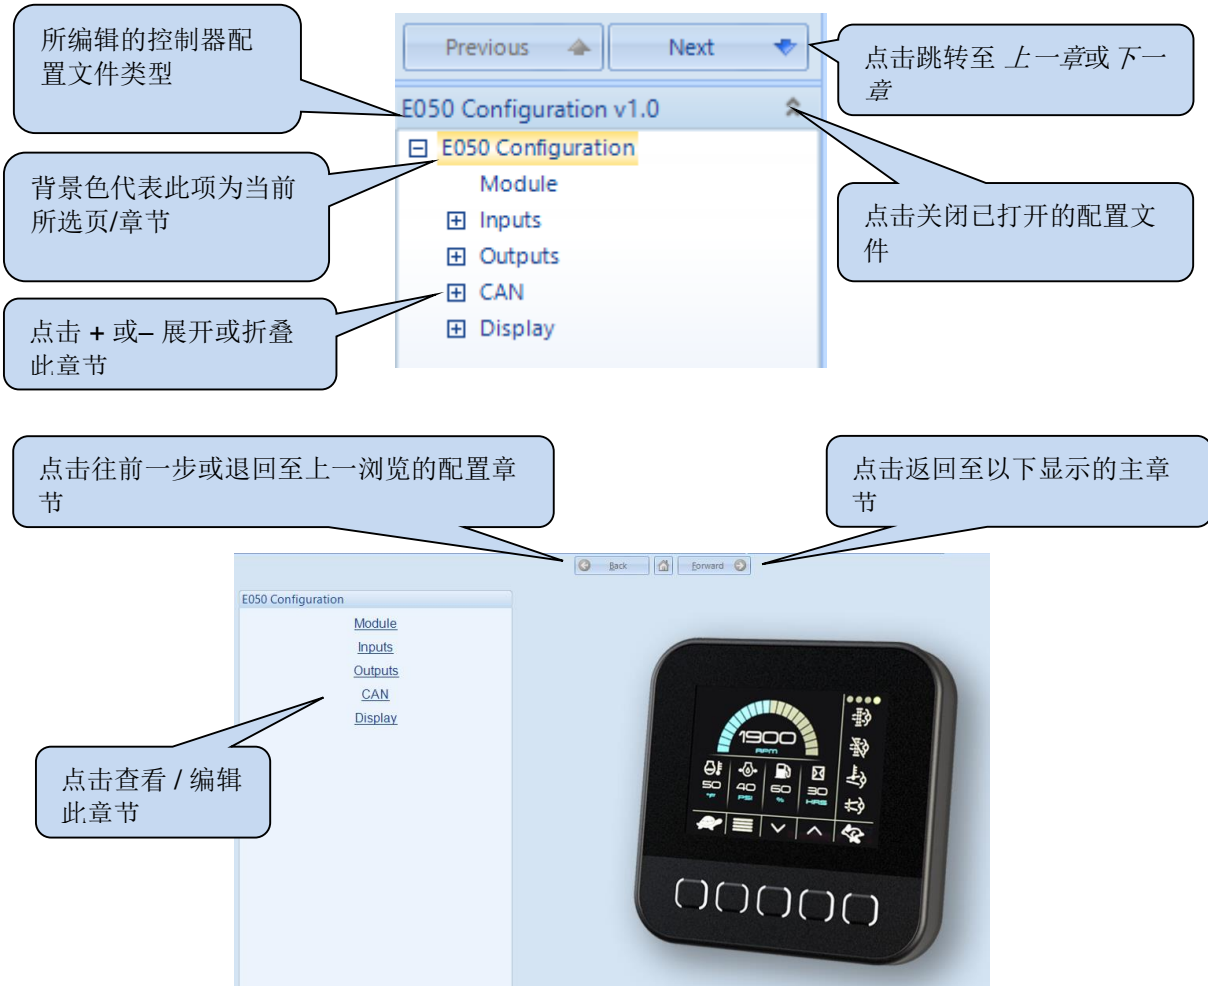 所编辑的控制器配
置文件类型
Previous
Next
点击跳转至 上一章或下一
章
E050 Configuration v1.0
E050 Configuration
Module
Inputs
Outputs
CAN
Display
背景色代表此项为当前
所选页/章节
点击关闭已打开的配置文
件
点击 + 或– 展开或折叠
此章节
点击往前一步或退回至上一浏览的配置章
节
点击返回至以下显示的主章
节
Back
Forward
E050 Configuration
Module
Inputs
Outputs
CAN
Display
点击查看 / 编辑
此章节
1900
RPM
50
40
60
30
°F
PSI
%
HRS